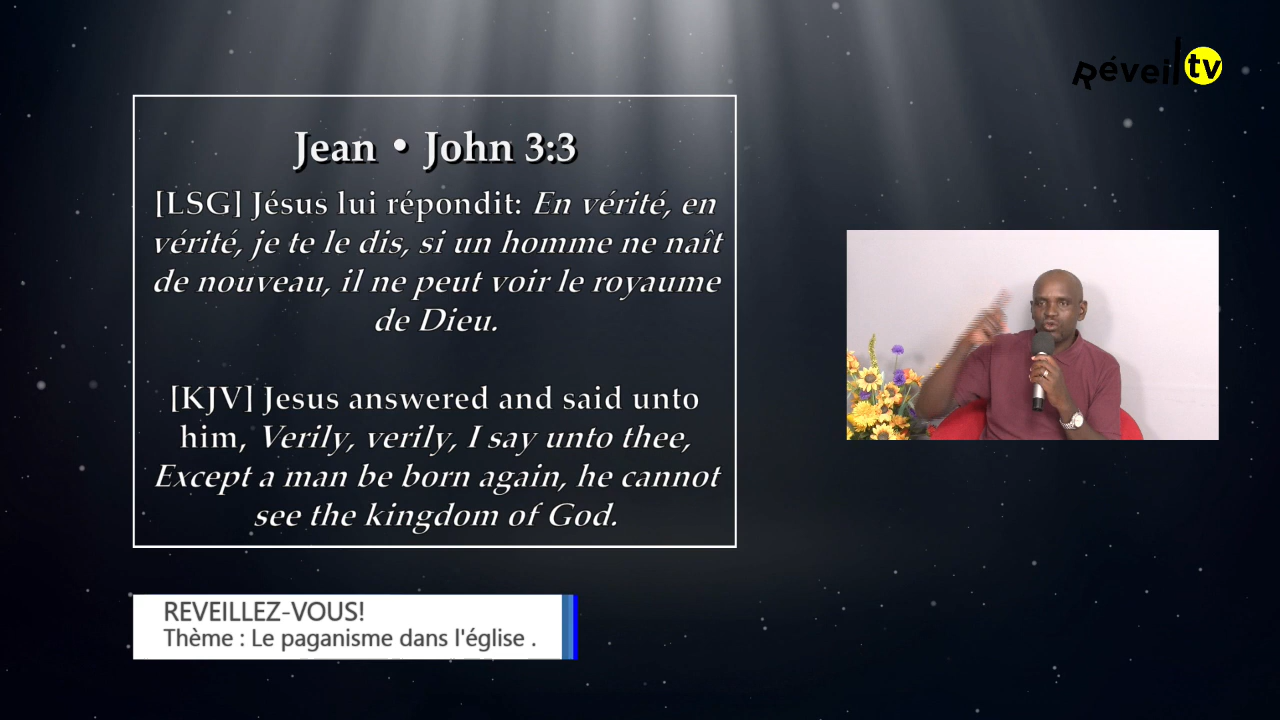 Réveil tv
Jean • John 3:3
[LSG] Jésus lui répondit: En vérité, en
vérité, je te le dis, si un homme ne naît
de nouveau, il ne peut voir le royaume
de Dieu.
[KJV] Jesus answered and said unto
him, Verily, verily, I say unto thee,
Except a man be born again, he cannot
see the kingdom of God.
REVEILLEZ-VOUS!
Thème : Le paganisme dans l'église .